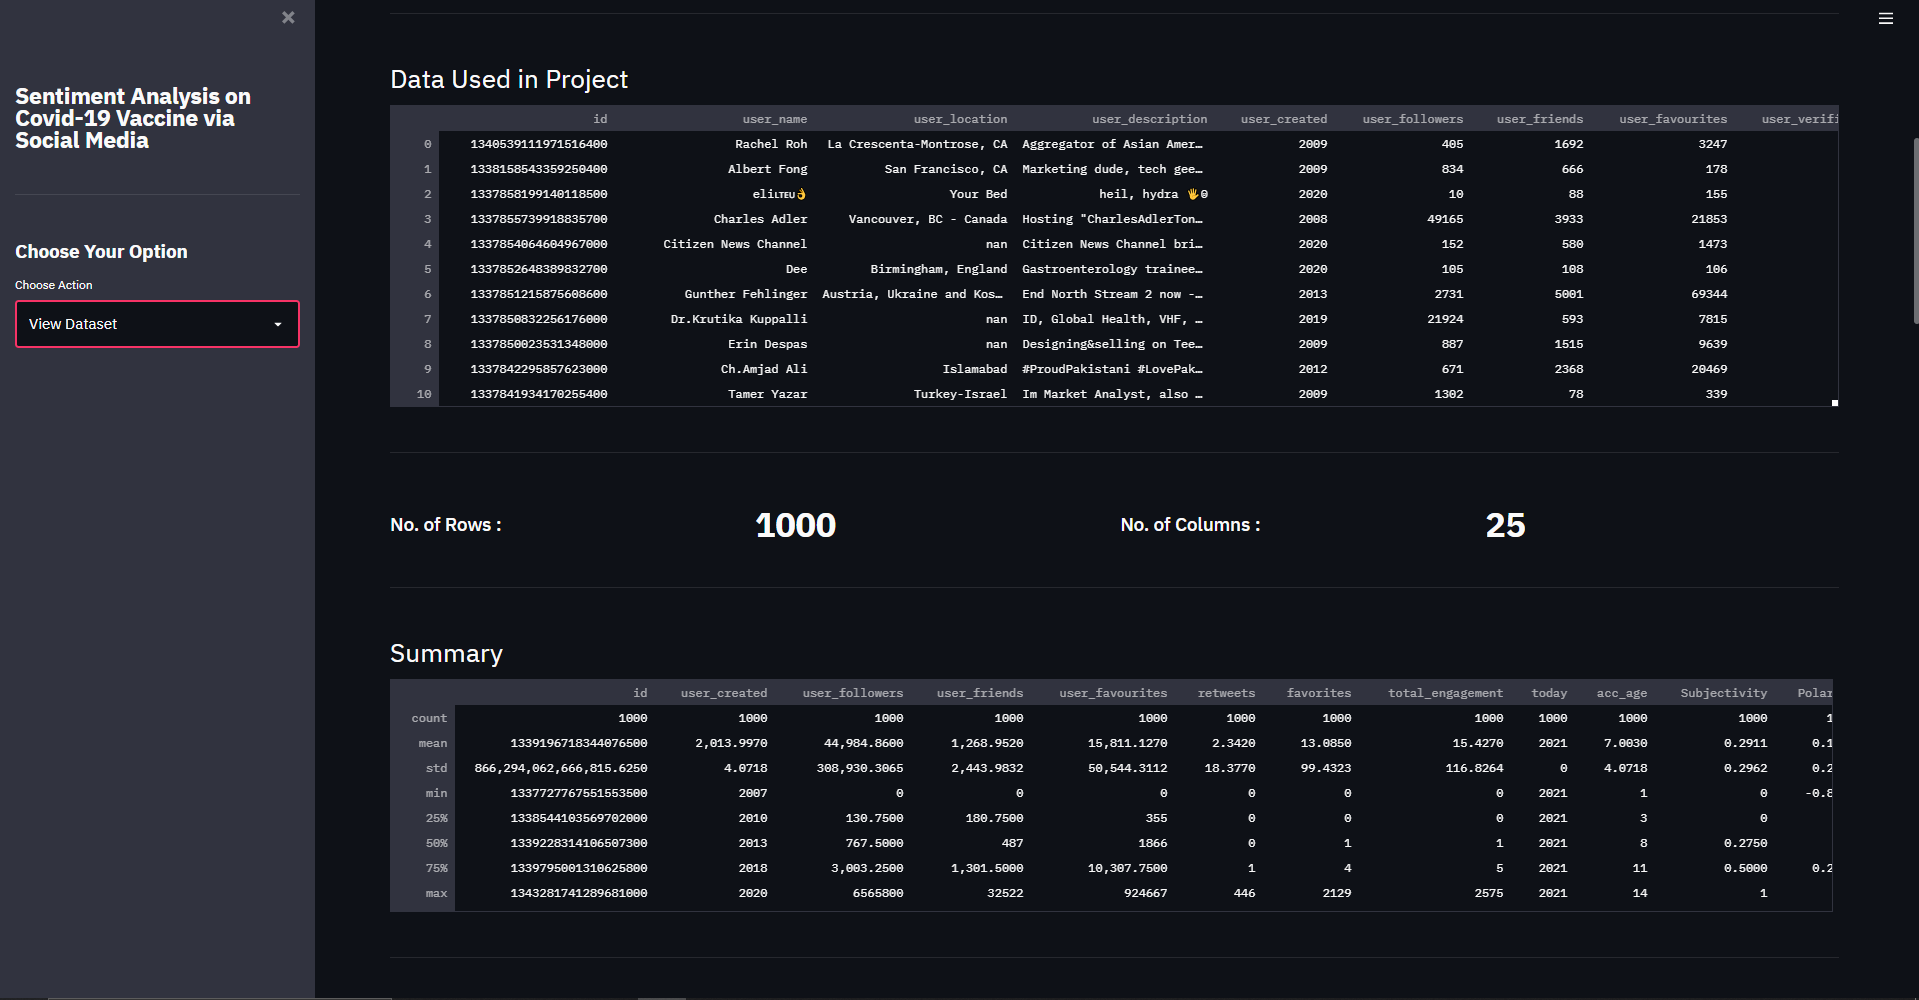 Sentiment Analysis on
Covid-19 Vaccine via
Social Media
Choose Your Option
Choose Action
View Dataset
Data Used in Project
id user_name user_location user_description user_created user_followers user_friends user_favourites user_verifi
0 1340539111971516400 Rachel Roh La Crescenta-Montrose, CA Aggregator of Asian Amer… 2009 405 1692 3247
1 1338158543359250400 Albert Fong San Francisco, CA Marketing dude, tech gee… 2009 834 666 178
2 1337858199140118500 eliʟᴛᴇᴜ👌 Your Bed heil, hydra 🖐️ 2020 10 88 155
3 1337855739918835700 Charles Adler Vancouver, BC - Canada Hosting "CharlesAdlerTon… 2008 49165 3933 21853
4 1337854064604967000 Citizen News Channel nan Citizen News Channel bri… 2020 152 580 1473
5 1337852648389832700 Dee Birmingham, England Gastroenterology trainee… 2020 105 108 106
6 1337851215875608600 Gunther Fehlinger Austria, Ukraine and Kos… End North Stream 2 now -… 2013 2731 5001 69344
7 1337850832256176000 Dr.Krutika Kuppalli nan ID, Global Health, VHF, … 2019 21924 593 7815
8 1337850023531348000 Erin Despas nan Designing&selling on Tee… 2009 887 1515 9639
9 1337842295857623000 Ch.Amjad Ali Islamabad #ProudPakistani #LovePak… 2012 671 2368 20469
10 1337841934170255400 Tamer Yazar Turkey-Israel Im Market Analyst, also … 2009 1302 78 339
No. of Rows : 1000 No. of Columns : 25
Summary
id user_created user_followers user_friends user_favourites retweets favorites total_engagement today acc_age Subjectivity Polar
count 1000 1000 1000 1000 1000 1000 1000 1000 1000 1000 1000 1
mean 1339196718344076500 2,013.9970 44,984.8600 1,268.9520 15,811.1270 2.3420 13.0850 15.4270 2021 7.0030 0.2911 0.1
std 866,294,062,666,815.6250 4.0718 308,930.3065 2,443.9832 50,544.3112 18.3770 99.4323 116.8264 0 4.0718 0.2962 0.2
min 1337727767551553500 2007 0 0 0 0 0 0 2021 1 0 -0.8
25% 1338544103569702000 2010 130.7500 180.7500 355 0 0 0 2021 3 0
50% 1339228314106507300 2013 767.5000 487 1866 0 1 1 2021 8 0.2750
75% 1339795001310625800 2018 3,003.2500 1,301.5000 10,307.7500 1 4 5 2021 11 0.5000 0.2
max 1343281741289681000 2020 6565800 32522 924667 446 2129 2575 2021 14 1